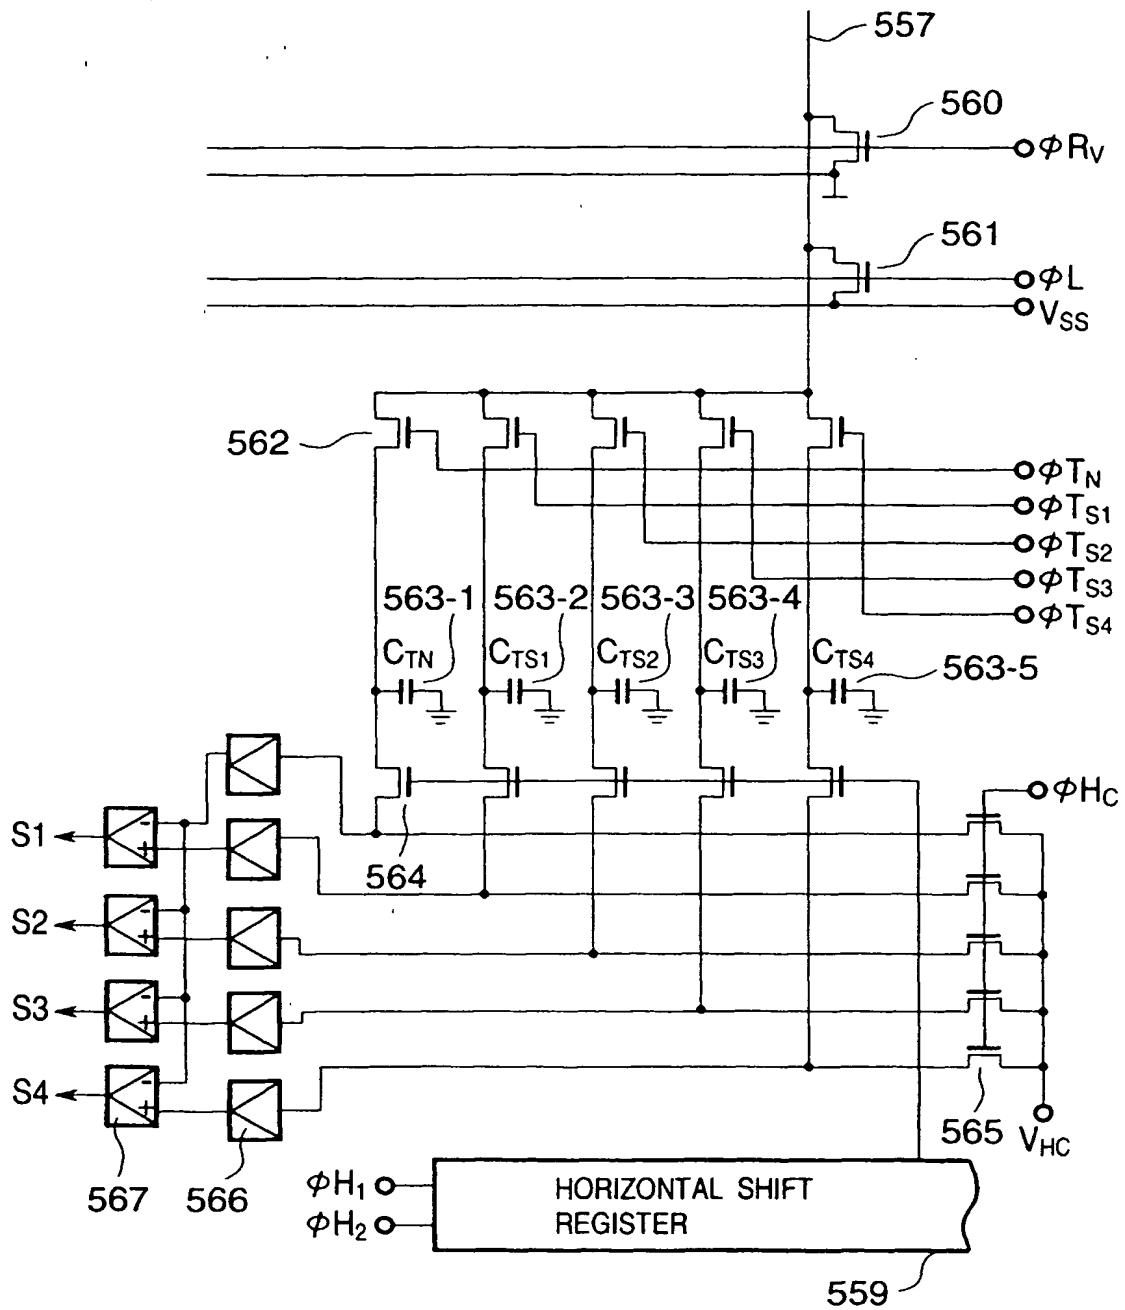 557
560
ϕRV
561
ϕL
VSS
562
ϕTN
ϕTS1
ϕTS2
ϕTS3
ϕTS4
563-1 563-2 563-3 563-4
CTN CTS1 CTS2 CTS3 CTS4
563-5
ϕHC
- + S1
564
- + S2
- + S3
- + S4
565
VHC
567 566
ϕH1
ϕH2
HORIZONTAL SHIFT
REGISTER
559